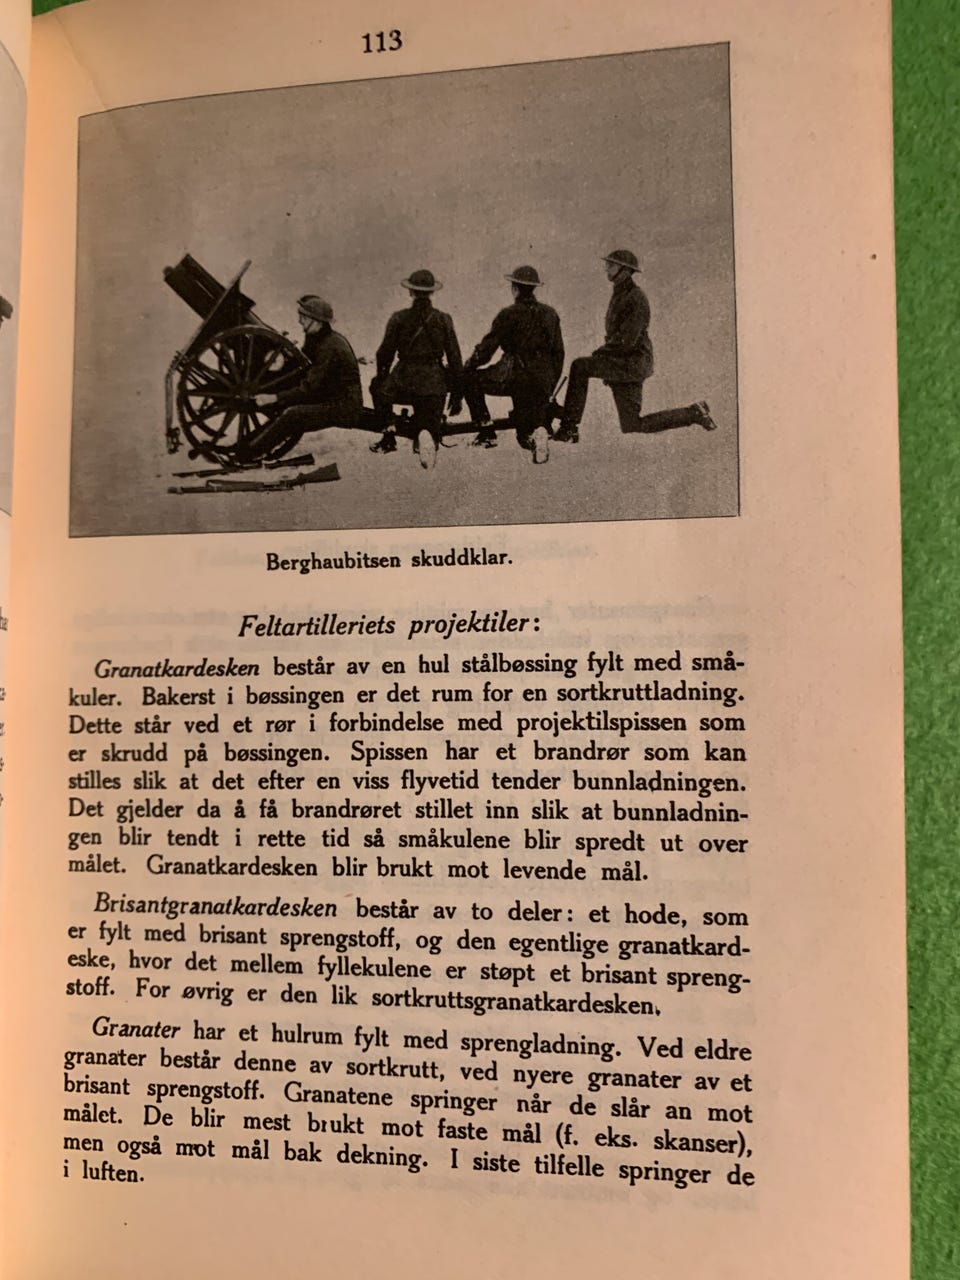 113
Berghaubitsen skuddklar.
Feltartilleriets projektiler:
Granatkardesken består av en hul stålbøssing fylt med små-
kuler. Bakerst i bøssingen er det rum for en sortkruttladning.
Dette står ved et rør i forbindelse med projektilspissen som
er skrudd på bøssingen. Spissen har et brandrør som kan
stilles slik at det efter en viss flyvetid tender bunnladningen.
Det gjelder da å få brandrøret stillet inn slik at bunnladnin-
gen blir tendt i rette tid så småkulene blir spredt ut over
målet. Granatkardesken blir brukt mot levende mål.
Brisantgranatkardesken består av to deler: et hode, som
er fylt med brisant sprengstoff, og den egentlige granatkard-
eske, hvor det mellem fyllekulene er støpt et brisant spreng-
stoff. For øvrig er den lik sortkruttsgranatkardesken.
Granater har et hulrum fylt med sprengladning. Ved eldre
granater består denne av sortkrutt, ved nyere granater av et
brisant sprengstoff. Granatene springer når de slår an mot
målet. De blir mest brukt mot faste mål (f. eks. skanser),
men også mot mål bak dekning. I siste tilfelle springer de
i luften.